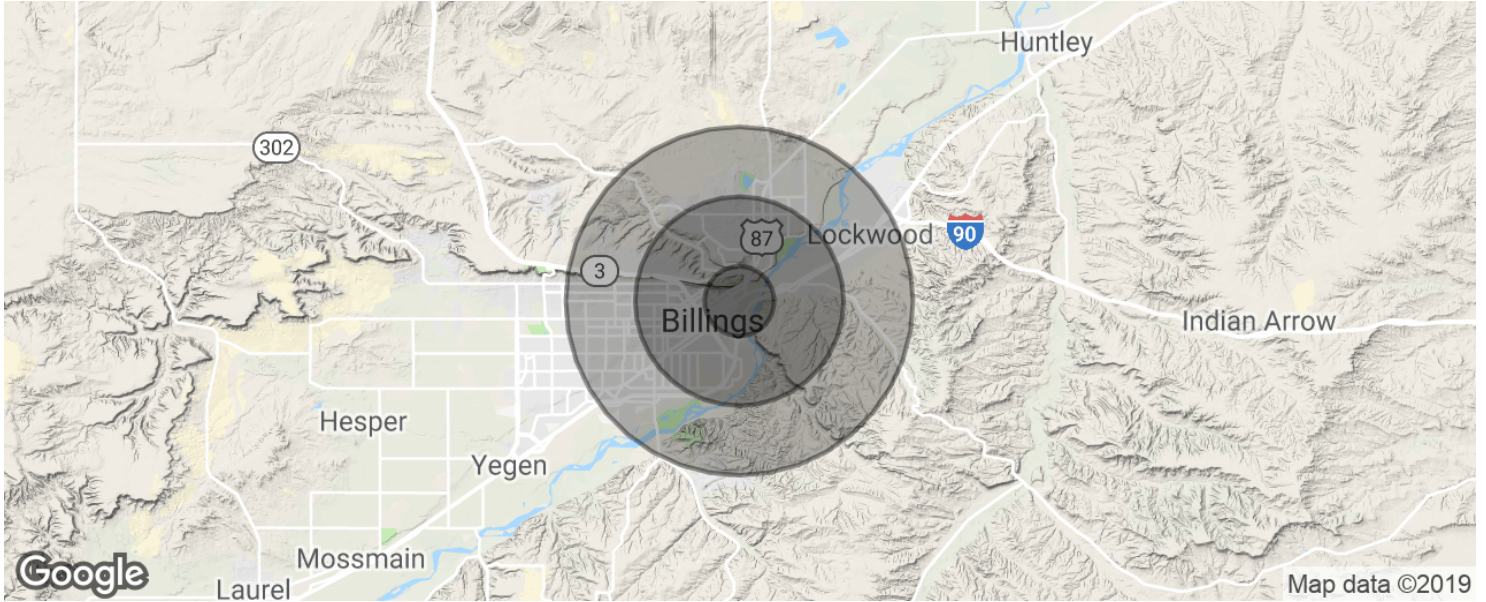 Huntley
302
87
Lockwood
90
3
Billings
Indian Arrow
Hesper
Yegen
Mossmain
Laurel
Google
Map data ©2019